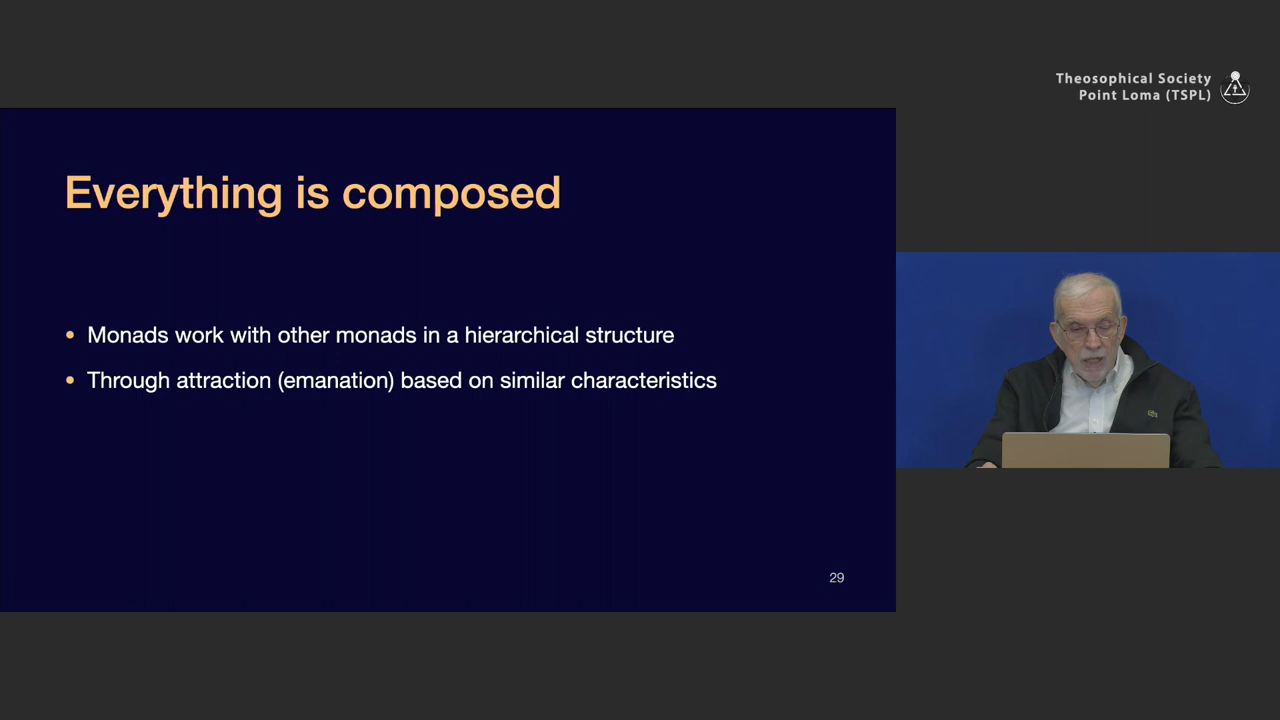 Theosophical Society
Point Loma (TSPL)
Everything is composed
• Monads work with other monads in a hierarchical structure
• Through attraction (emanation) based on similar characteristics
29